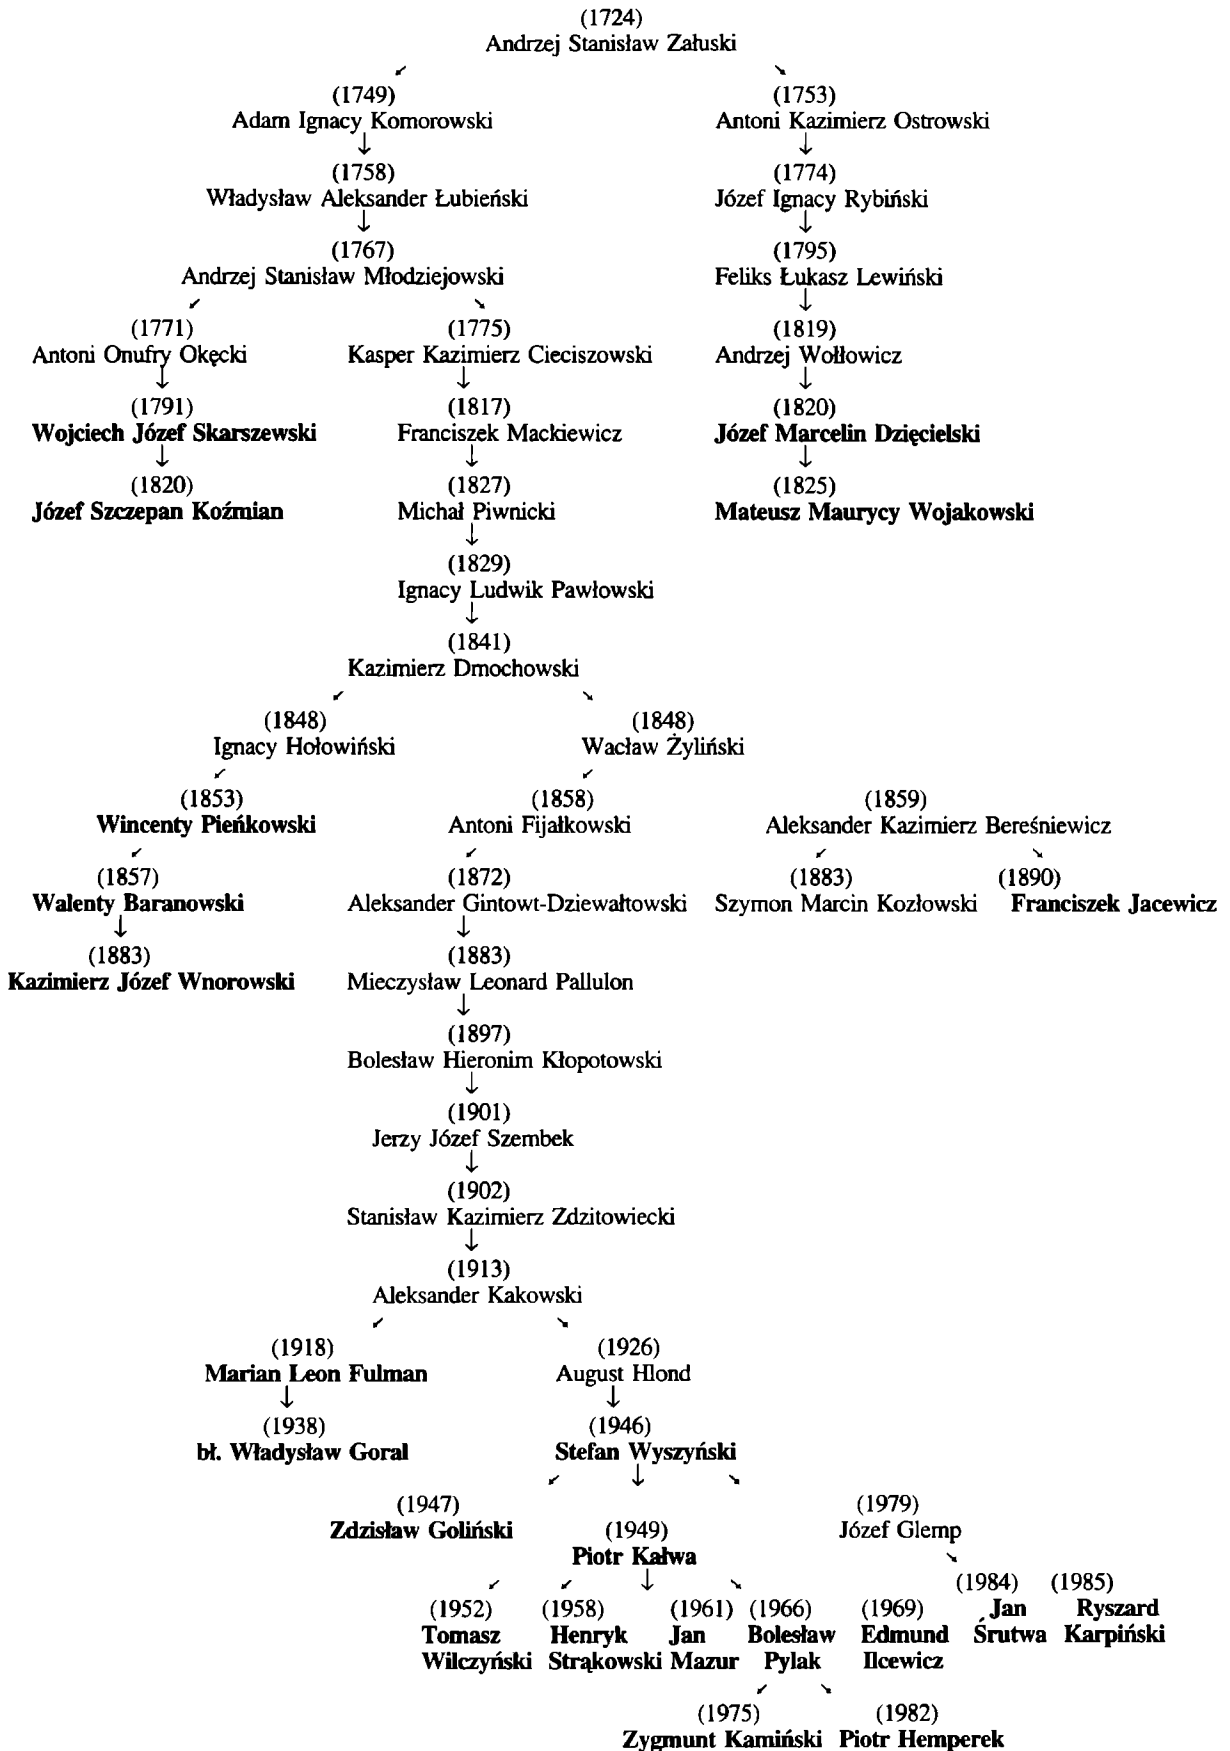 (1724)
Andrzej Stanisław Załuski
(1749) (1753)
Adam Ignacy Komorowski Antoni Kazimierz Ostrowski
(1758) (1774)
Władysław Aleksander Łubieński Józef Ignacy Rybiński
(1767) (1795)
Andrzej Stanisław Młodziejowski Feliks Łukasz Lewiński
(1771) (1775) (1819)
Antoni Onufry Okęcki Kasper Kazimierz Cieciszowski Andrzej Wołłowicz
(1791) (1817) (1820)
Wojciech Józef Skarszewski Franciszek Mackiewicz Józef Marcelin Dzięcielski
(1820) (1827) (1825)
Józef Szczepan Koźmian Michał Piwnicki Mateusz Maurycy Wojakowski
(1829)
Ignacy Ludwik Pawłowski
(1841)
Kazimierz Dmochowski
(1848) (1848)
Ignacy Hołowiński Wacław Żyliński
(1853) (1858) (1859)
Wincenty Pieńkowski Antoni Fijałkowski Aleksander Kazimierz Bereśniewicz
(1857) (1872) (1883) (1890)
Walenty Baranowski Aleksander Gintowt-Dziewałtowski Szymon Marcin Kozłowski Franciszek Jacewicz
(1883) (1883)
Kazimierz Józef Wnorowski Mieczysław Leonard Pallulon
(1897)
Bolesław Hieronim Kłopotowski
(1901)
Jerzy Józef Szembek
(1902)
Stanisław Kazimierz Zdzitowiecki
(1913)
Aleksander Kakowski
(1918) (1926)
Marian Leon Fulman August Hlond
(1938) (1946)
bł. Władysław Goral Stefan Wyszyński
(1947) (1979)
Zdzisław Goliński (1949) Józef Glemp
Piotr Kałwa
(1984) (1985)
(1952) (1958) (1961) (1966) (1969) Jan Ryszard
Tomasz Henryk Jan Bolesław Edmund Śrutwa Karpiński
Wilczyński Strąkowski Mazur Pylak Ilcewicz
(1975) (1982)
Zygmunt Kamiński Piotr Hemperek